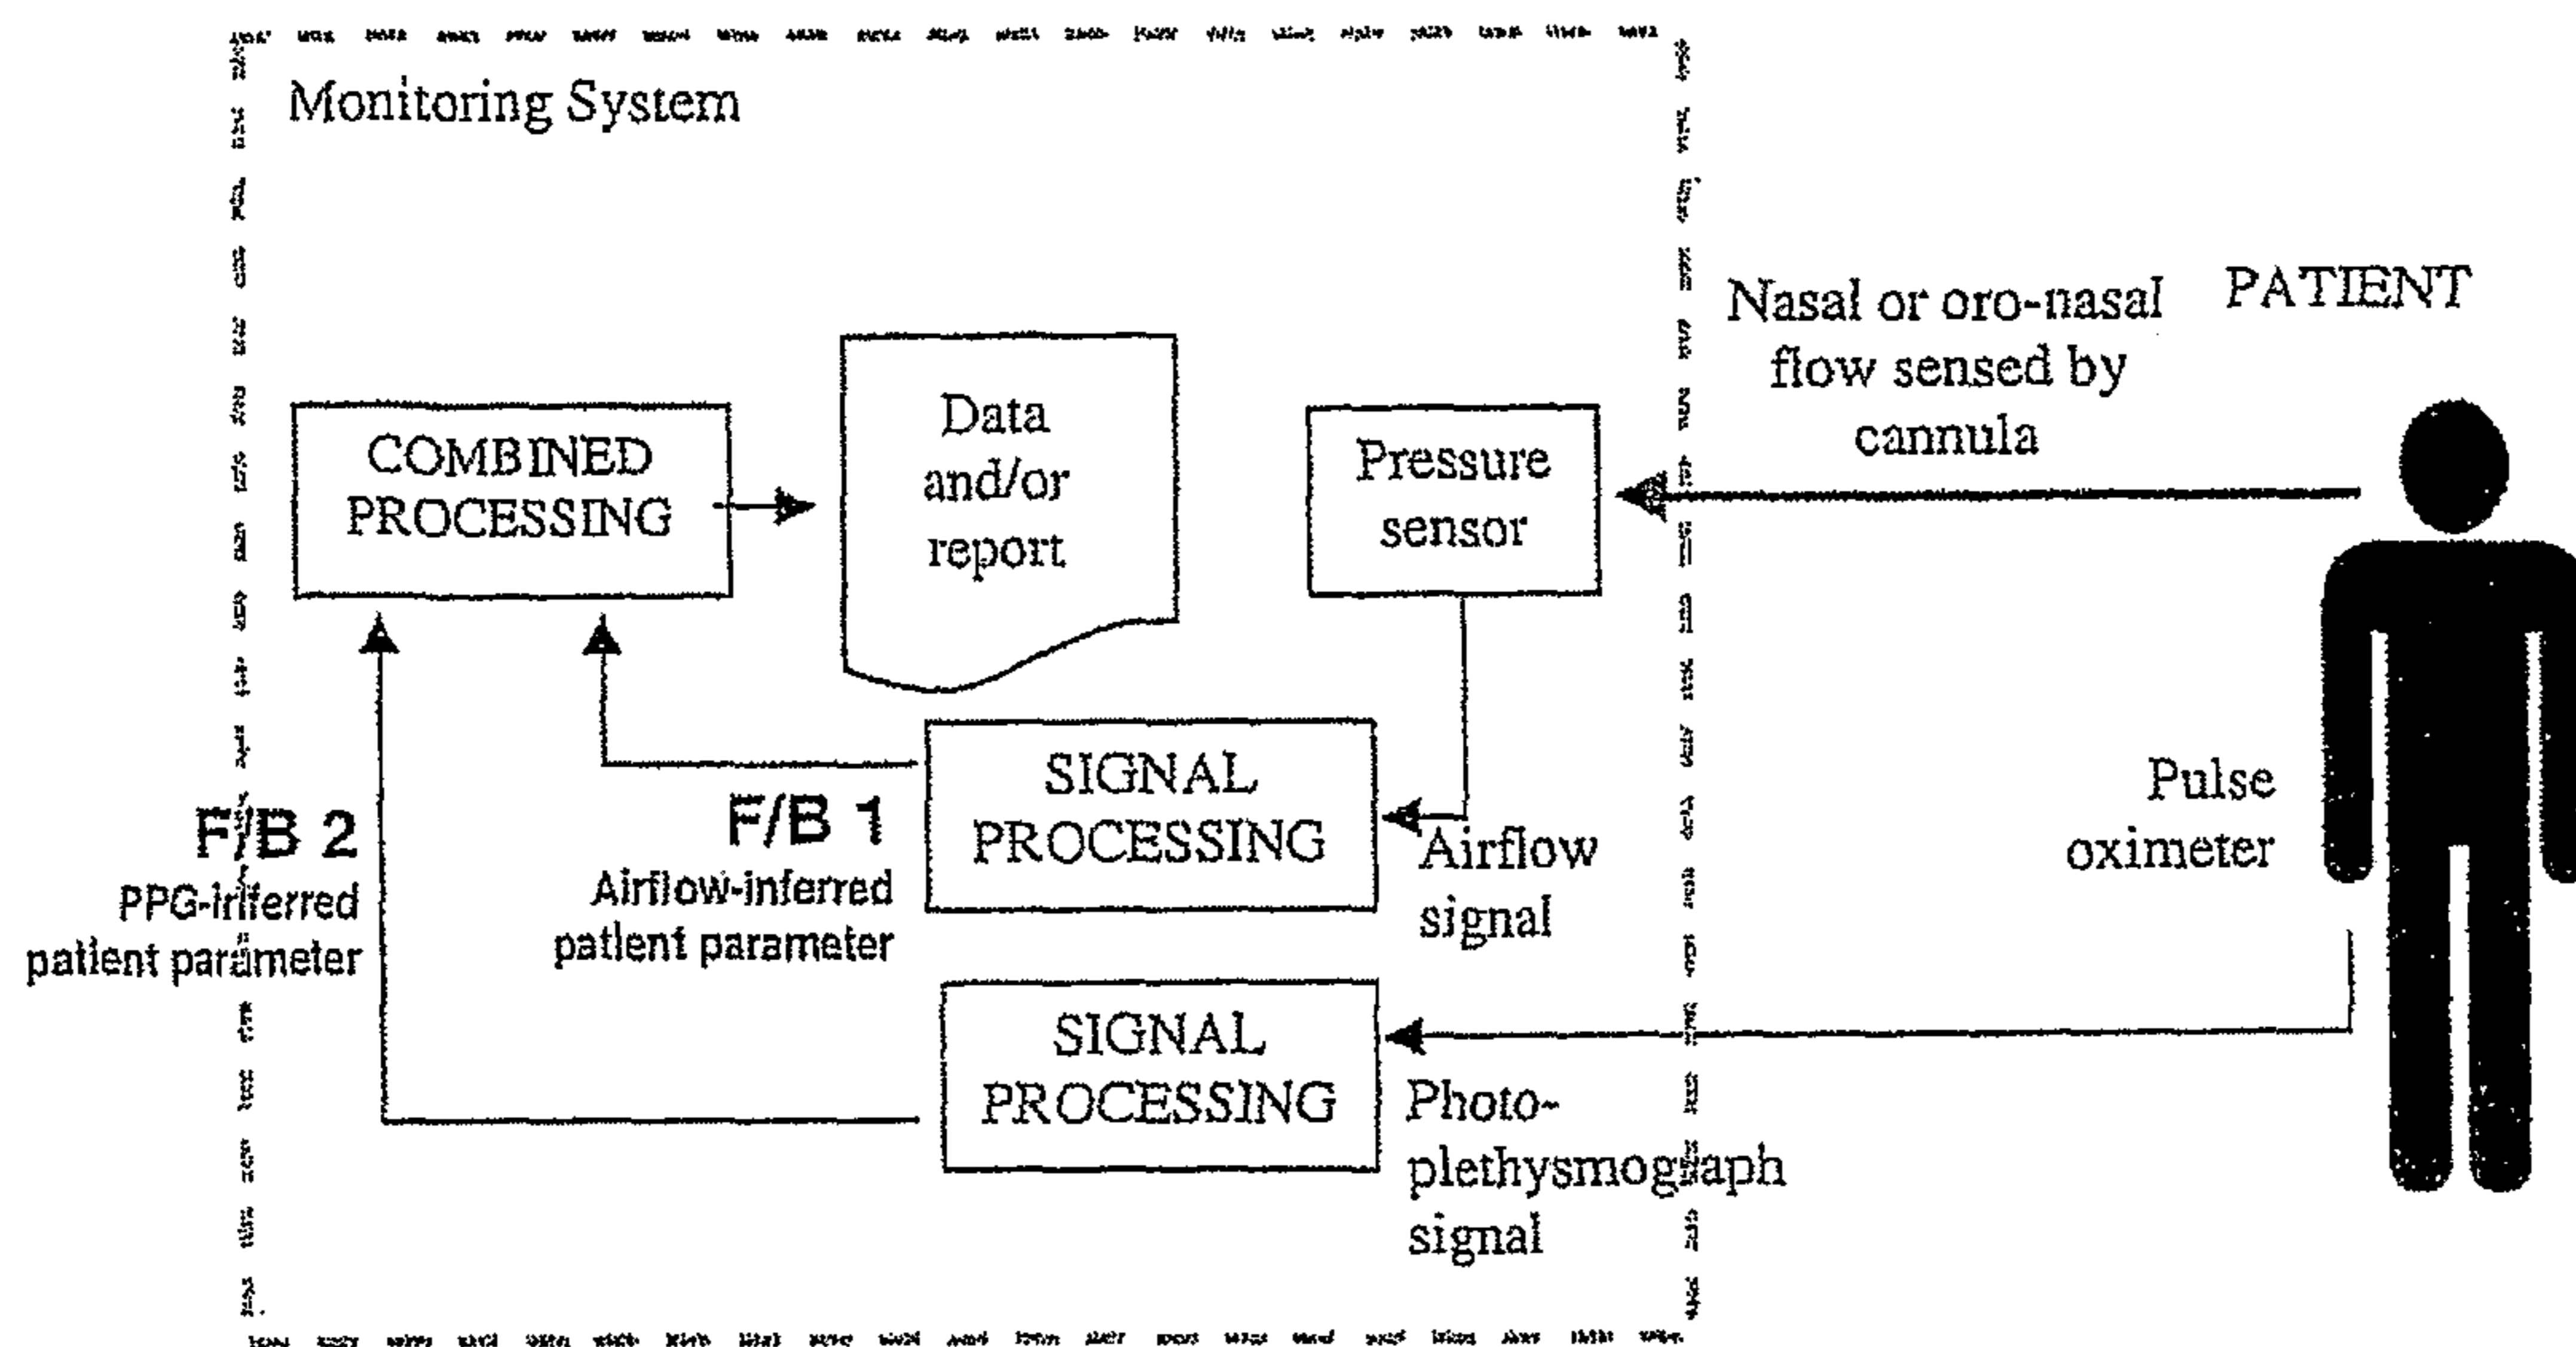 Monitoring System
COMBINED
PROCESSING
Data
and/or
report
Pressure
sensor
Nasal or oro-nasal
flow sensed by
cannula
PATIENT
SIGNAL
PROCESSING
F/B 1
Airflow-inferred
patient parameter
F/B 2
PPG-inferred
patient parameter
Airflow
signal
Pulse
oximeter
SIGNAL
PROCESSING
Photo-
plethysmograph
signal